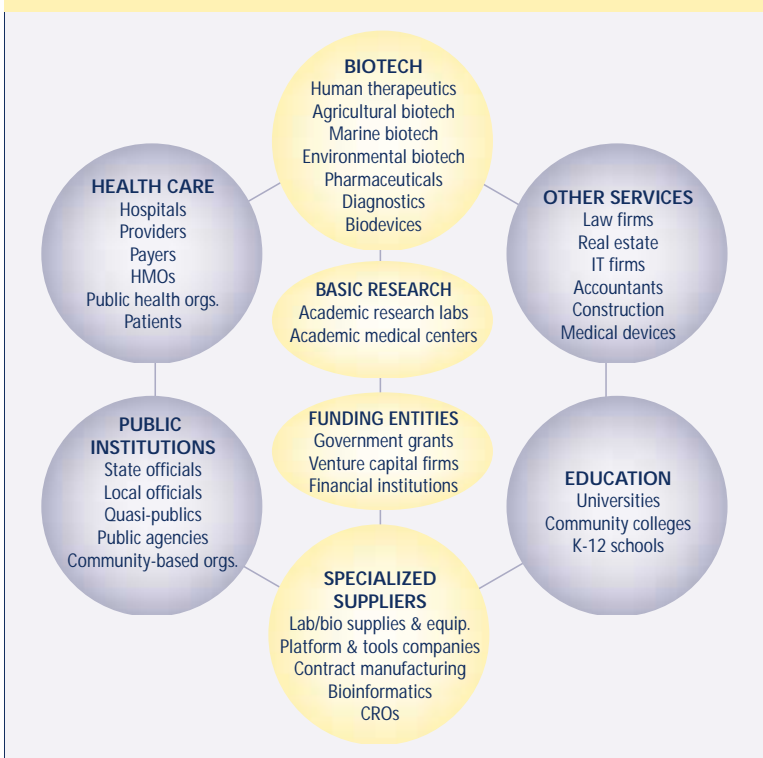 BIOTECH
Human therapeutics
Agricultural biotech
Marine biotech
Environmental biotech
Pharmaceuticals
Diagnostics
Biodevices
HEALTH CARE
Hospitals
Providers
Payers
HMOs
Public health orgs.
Patients
OTHER SERVICES
Law firms
Real estate
IT firms
Accountants
Construction
Medical devices
BASIC RESEARCH
Academic research labs
Academic medical centers
FUNDING ENTITIES
Government grants
Venture capital firms
Financial institutions
PUBLIC
INSTITUTIONS
State officials
Local officials
Quasi-publics
Public agencies
Community-based orgs.
EDUCATION
Universities
Community colleges
K-12 schools
SPECIALIZED
SUPPLIERS
Lab/bio supplies & equip.
Platform & tools companies
Contract manufacturing
Bioinformatics
CROs